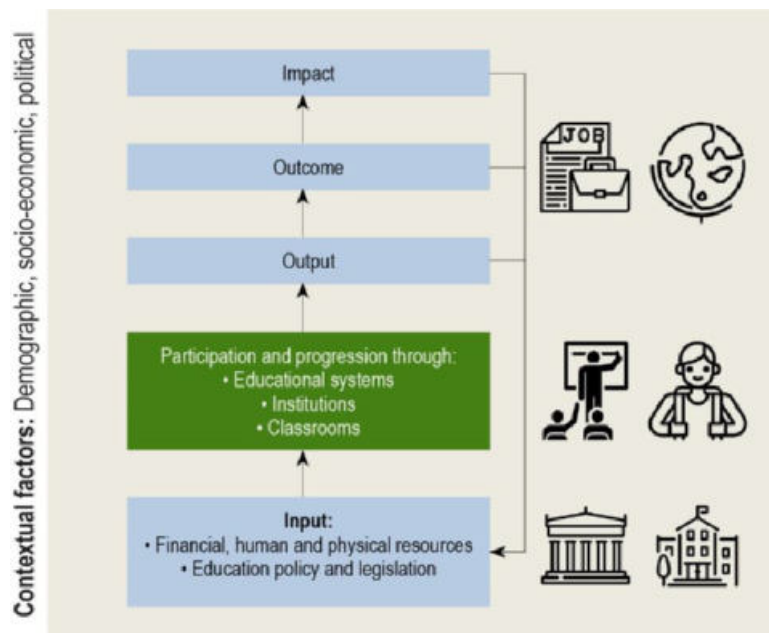 Contextual factors: Demographic, socio-economic, political
Impact
Outcome
Output
Participation and progression through:
• Educational systems
• Institutions
• Classrooms
Input:
• Financial, human and physical resources
• Education policy and legislation
JOB